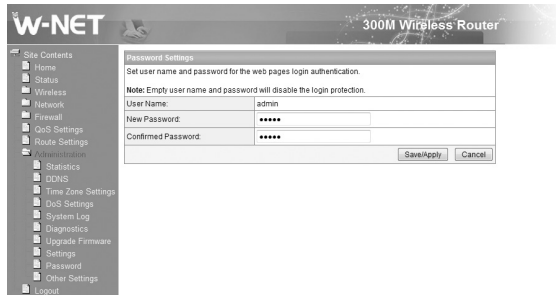 W-NET
300M Wireless Router
Site Contents
Home
Status
Wireless
Network
Firewall
QoS Settings
Route Settings
Administration
Statistics
DDNS
Time Zone Settings
DoS Settings
System Log
Diagnostics
Upgrade Firmware
Settings
Password
Other Settings
Logout
Password Settings
Set user name and password for the web pages login authentication.
Note: Empty user name and password will disable the login protection.
User Name: admin
New Password: •••••
Confirmed Password: •••••
Save/Apply Cancel